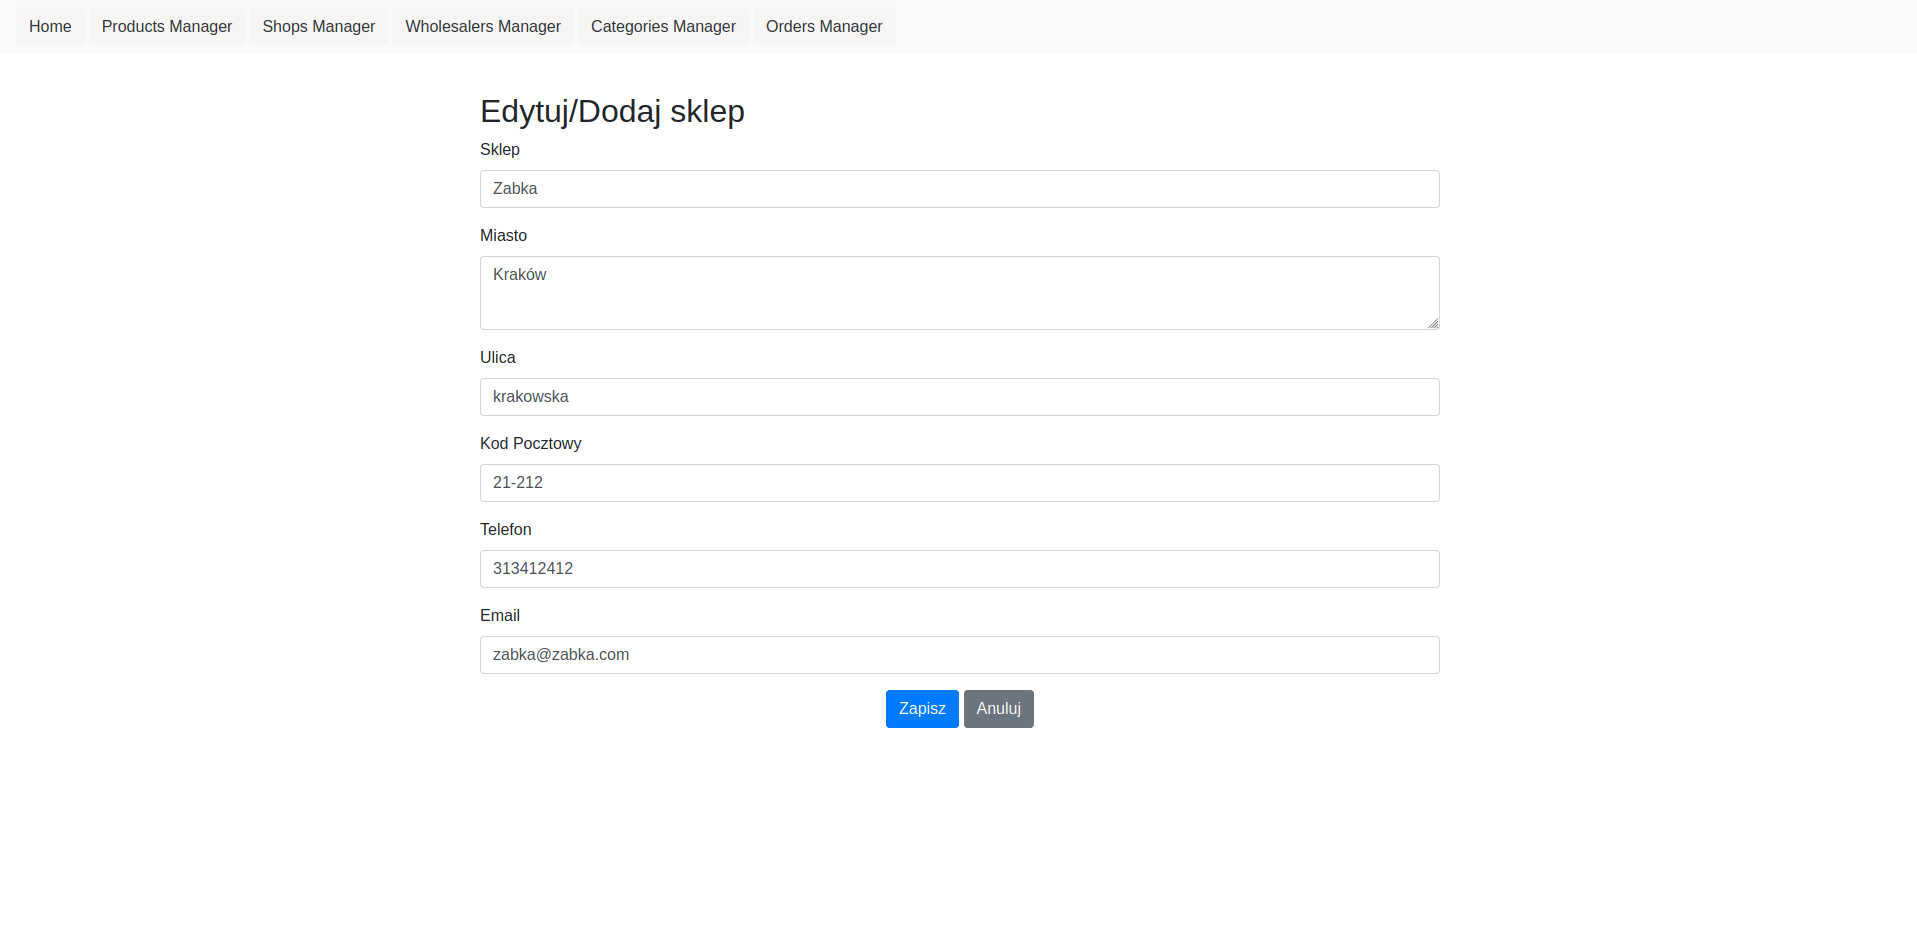 Home Products Manager Shops Manager Wholesalers Manager Categories Manager Orders Manager
Edytuj/Dodaj sklep
Sklep
Zabka
Miasto
Kraków
Ulica
krakowska
Kod Pocztowy
21-212
Telefon
313412412
Email
zabka@zabka.com
Zapisz Anuluj